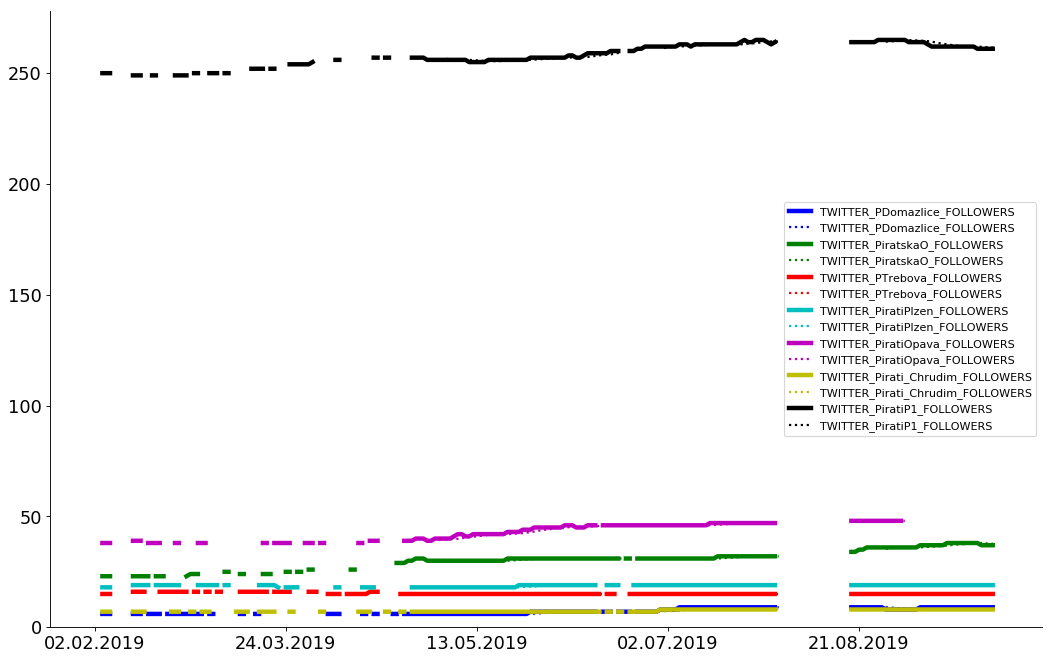 250
200
150
100
50
0
02.02.2019 24.03.2019 13.05.2019 02.07.2019 21.08.2019
TWITTER_PDomazlice_FOLLOWERS
TWITTER_PDomazlice_FOLLOWERS
TWITTER_PiratskaO_FOLLOWERS
TWITTER_PiratskaO_FOLLOWERS
TWITTER_PTrebova_FOLLOWERS
TWITTER_PTrebova_FOLLOWERS
TWITTER_PiratiPlzen_FOLLOWERS
TWITTER_PiratiPlzen_FOLLOWERS
TWITTER_PiratiOpava_FOLLOWERS
TWITTER_PiratiOpava_FOLLOWERS
TWITTER_Pirati_Chrudim_FOLLOWERS
TWITTER_Pirati_Chrudim_FOLLOWERS
TWITTER_PiratiP1_FOLLOWERS
TWITTER_PiratiP1_FOLLOWERS